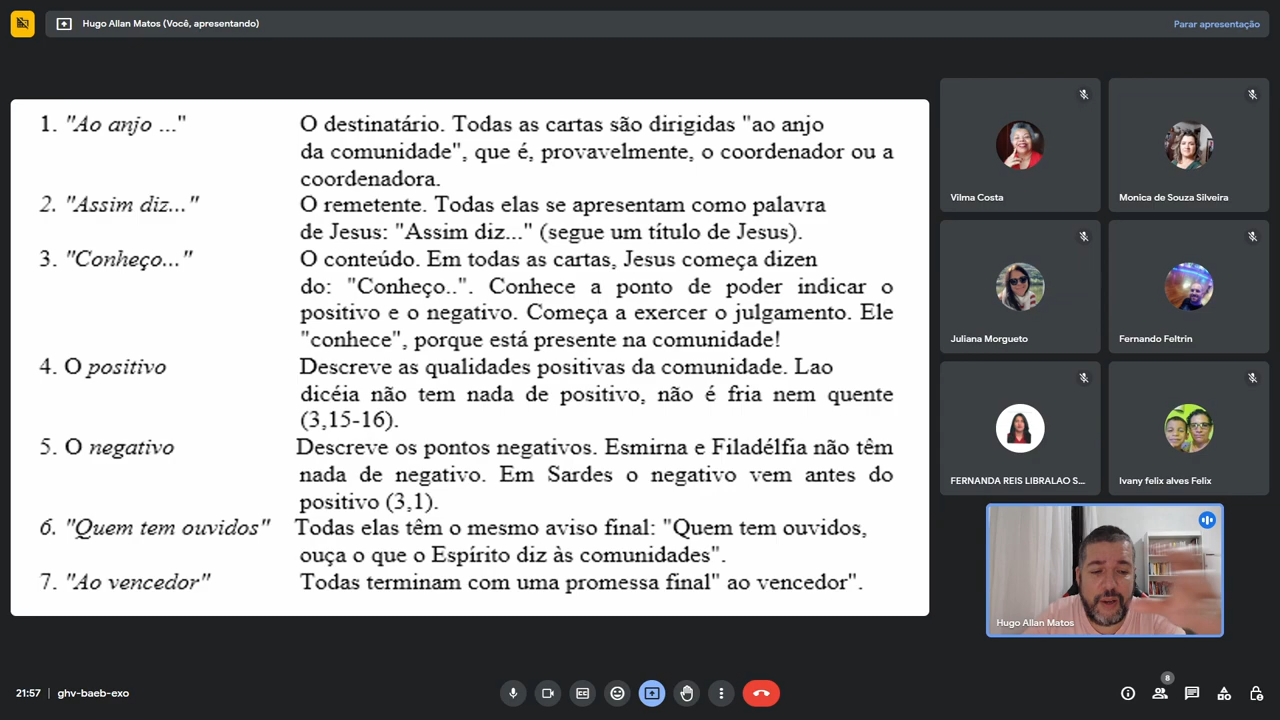 Hugo Allan Matos (Você, apresentando)
Parar apresentação
1. "Ao anjo ..." O destinatário. Todas as cartas são dirigidas "ao anjo
da comunidade", que é, provavelmente, o coordenador ou a
coordenadora.
2. "Assim diz..." O remetente. Todas elas se apresentam como palavra
de Jesus: "Assim diz..." (segue um título de Jesus).
3. "Conheço..." O conteúdo. Em todas as cartas, Jesus começa dizen
do: "Conheço..". Conhece a ponto de poder indicar o
positivo e o negativo. Começa a exercer o julgamento. Ele
"conhece", porque está presente na comunidade!
4. O positivo Descreve as qualidades positivas da comunidade. Lao
dicéia não tem nada de positivo, não é fria nem quente
(3,15-16).
5. O negativo Descreve os pontos negativos. Esmirna e Filadélfia não têm
nada de negativo. Em Sardes o negativo vem antes do
positivo (3,1).
6. "Quem tem ouvidos" Todas elas têm o mesmo aviso final: "Quem tem ouvidos,
ouça o que o Espírito diz às comunidades".
7. "Ao vencedor" Todas terminam com uma promessa final" ao vencedor".
Vilma Costa
Monica de Souza Silveira
Juliana Morgueto
Fernando Feltrin
FERNANDA REIS LIBRALAO S...
Ivany felix alves Felix
Hugo Allan Matos
21:57 ghv-baeb-exo
8